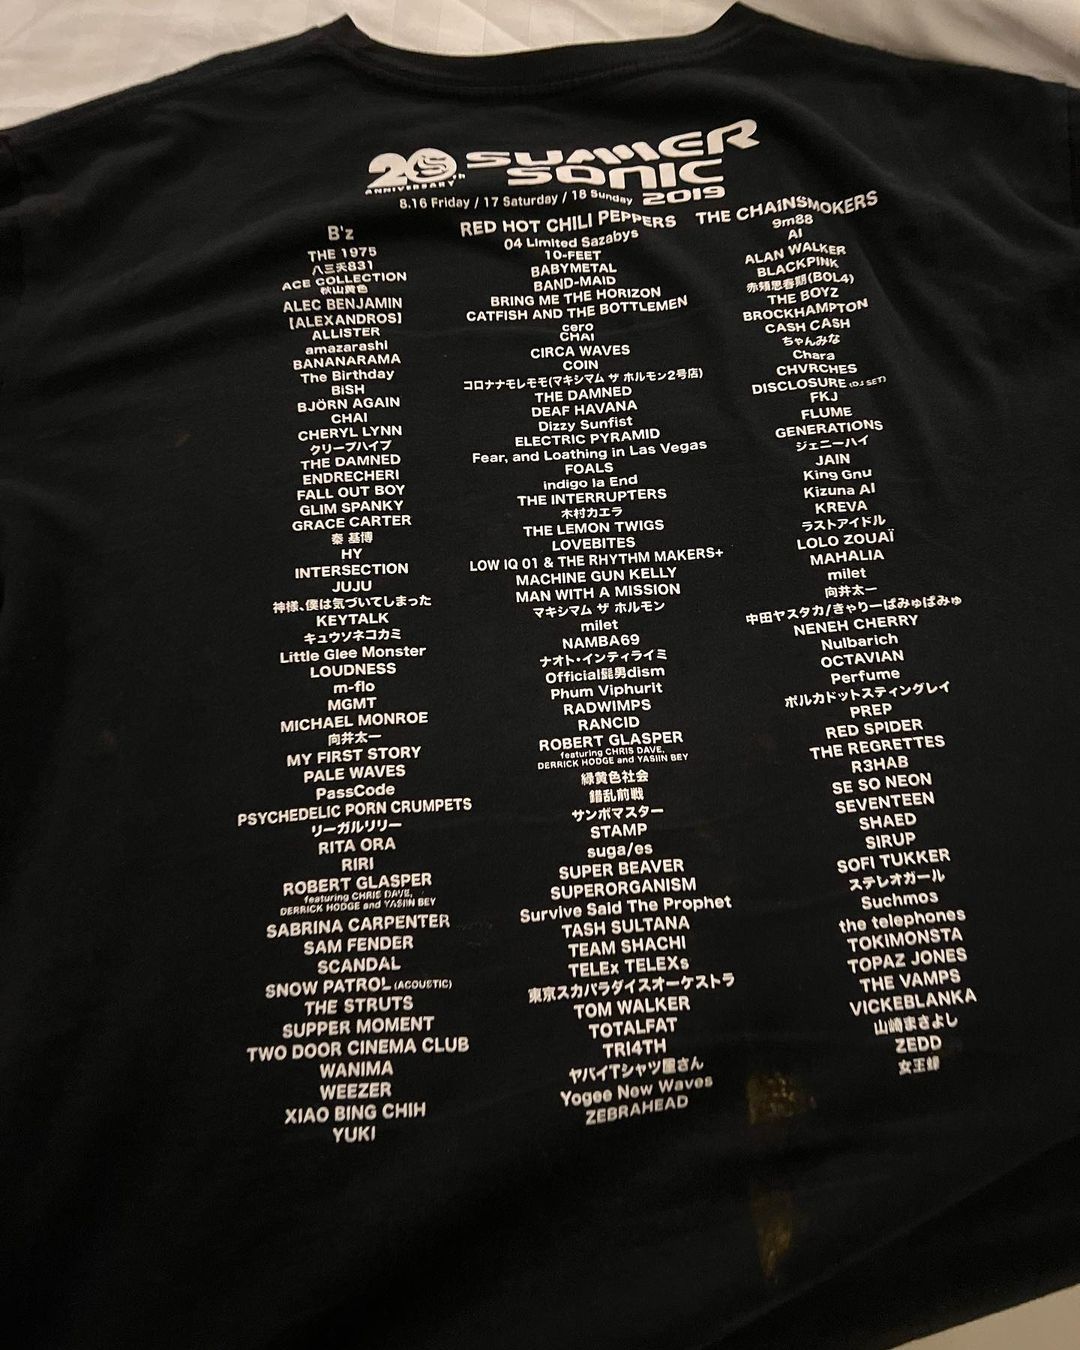 20th ANNIVERSARY
SUMMER
SONIC
2019
8.16 Friday / 17 Saturday / 18 Sunday
B'z
THE 1975
八三夭831
ACE COLLECTION
秋山黄色
ALEC BENJAMIN
[ALEXANDROS]
ALLISTER
amazarashi
BANANARAMA
The Birthday
BiSH
BJÖRN AGAIN
CHAI
CHERYL LYNN
クリープハイプ
THE DAMNED
ENDRECHERI
FALL OUT BOY
GLIM SPANKY
GRACE CARTER
秦 基博
HY
INTERSECTION
JUJU
神様、僕は気づいてしまった
KEYTALK
キュウソネコカミ
Little Glee Monster
LOUDNESS
m-flo
MGMT
MICHAEL MONROE
向井太一
MY FIRST STORY
PALE WAVES
PassCode
PSYCHEDELIC PORN CRUMPETS
リーガルリリー
RITA ORA
RIRI
ROBERT GLASPER
featuring CHRIS DAVE,
DERRICK HODGE and YASIIN BEY
SABRINA CARPENTER
SAM FENDER
SCANDAL
SNOW PATROL (ACOUSTIC)
THE STRUTS
SUPPER MOMENT
TWO DOOR CINEMA CLUB
WANIMA
WEEZER
XIAO BING CHIH
YUKI
RED HOT CHILI PEPPERS
04 Limited Sazabys
10-FEET
BABYMETAL
BAND-MAID
BRING ME THE HORIZON
CATFISH AND THE BOTTLEMEN
cero
CHAI
CIRCA WAVES
COIN
コロナナモレモモ(マキシマム ザ ホルモン2号店)
THE DAMNED
DEAF HAVANA
Dizzy Sunfist
ELECTRIC PYRAMID
Fear, and Loathing in Las Vegas
FOALS
indigo la End
THE INTERRUPTERS
木村カエラ
THE LEMON TWIGS
LOVEBITES
LOW IQ 01 & THE RHYTHM MAKERS+
MACHINE GUN KELLY
MAN WITH A MISSION
マキシマム ザ ホルモン
milet
NAMBA69
ナオト・インティライミ
Official髭男dism
Phum Viphurit
RADWIMPS
RANCID
ROBERT GLASPER
featuring CHRIS DAVE,
DERRICK HODGE and YASIIN BEY
緑黄色社会
錯乱前戦
サンボマスター
STAMP
suga/es
SUPER BEAVER
SUPERORGANISM
Survive Said The Prophet
TASH SULTANA
TEAM SHACHI
TELEx TELEXs
東京スカパラダイスオーケストラ
TOM WALKER
TOTALFAT
TRI4TH
ヤバイTシャツ屋さん
Yogee New Waves
ZEBRAHEAD
THE CHAINSMOKERS
9m88
AI
ALAN WALKER
BLACKPINK
赤頬思春期(BOL4)
THE BOYZ
BROCKHAMPTON
CASH CASH
ちゃんみな
Chara
CHVRCHES
DISCLOSURE (DJ SET)
FKJ
FLUME
GENERATIONS
ジェニーハイ
JAIN
King Gnu
Kizuna AI
KREVA
ラストアイドル
LOLO ZOUAÏ
MAHALIA
milet
向井太一
中田ヤスタカ/きゃりーぱみゅぱみゅ
NENEH CHERRY
Nulbarich
OCTAVIAN
Perfume
ポルカドットスティングレイ
PREP
RED SPIDER
THE REGRETTES
R3HAB
SE SO NEON
SEVENTEEN
SHAED
SIRUP
SOFI TUKKER
ステレオガール
Suchmos
the telephones
TOKIMONSTA
TOPAZ JONES
THE VAMPS
VICKEBLANKA
山崎まさよし
ZEDD
女王蜂